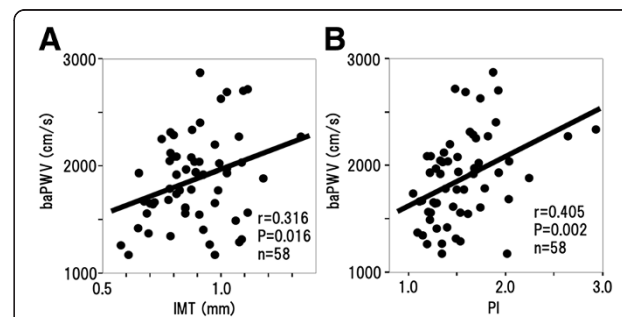 A
3000
2000
1000
baPWV (cm/s)
r=0.316
P=0.016
n=58
0.5
1.0
IMT (mm)
B
3000
2000
1000
baPWV (cm/s)
r=0.405
P=0.002
n=58
1.0
2.0
3.0
PI